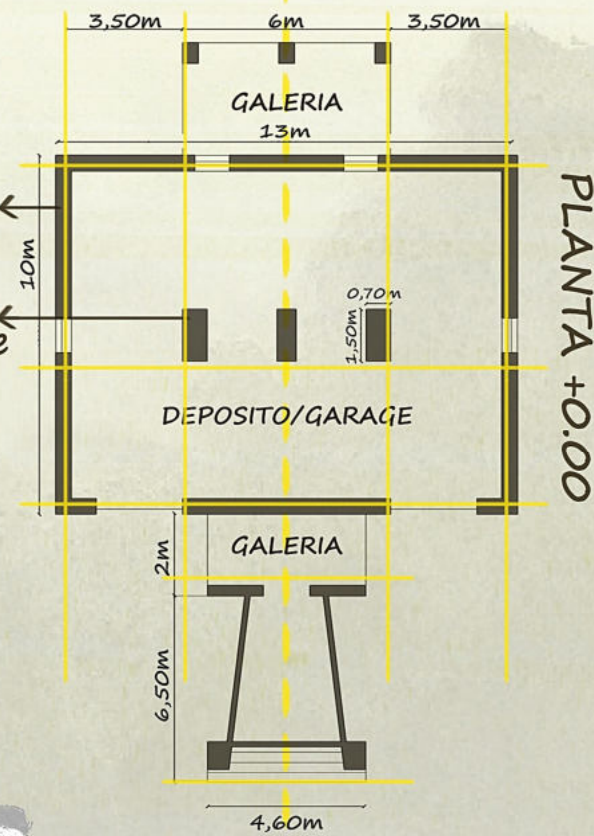 3,50m 6m 3,50m
GALERIA
13m
10m
0,70m
1,50m
DEPOSITO/GARAGE
GALERIA
2m
6,50m
4,60m
PLANTA +0.00